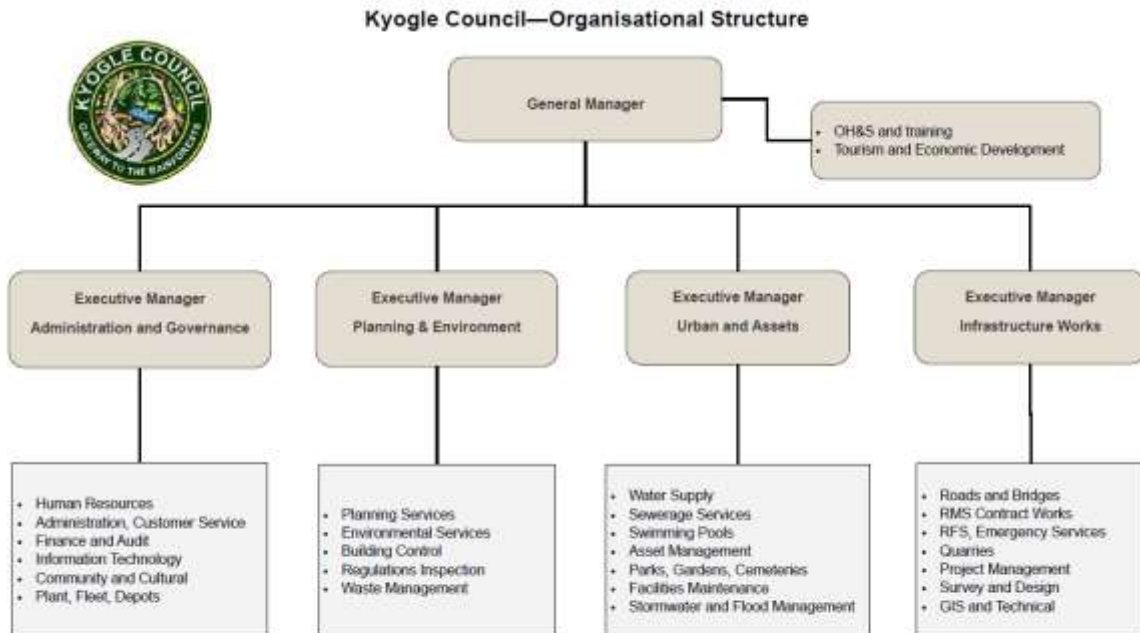 Kyogle Council—Organisational Structure
KYOGLE COUNCIL
GATEWAY TO THE RAINFORESTS
General Manager
• OH&S and training
• Tourism and Economic Development
Executive Manager
Administration and Governance
Executive Manager
Planning & Environment
Executive Manager
Urban and Assets
Executive Manager
Infrastructure Works
• Human Resources
• Administration, Customer Service
• Finance and Audit
• Information Technology
• Community and Cultural
• Plant, Fleet, Depots
• Planning Services
• Environmental Services
• Building Control
• Regulations Inspection
• Waste Management
• Water Supply
• Sewerage Services
• Swimming Pools
• Asset Management
• Parks, Gardens, Cemeteries
• Facilities Maintenance
• Stormwater and Flood Management
• Roads and Bridges
• RMS Contract Works
• RFS, Emergency Services
• Quarries
• Project Management
• Survey and Design
• GIS and Technical